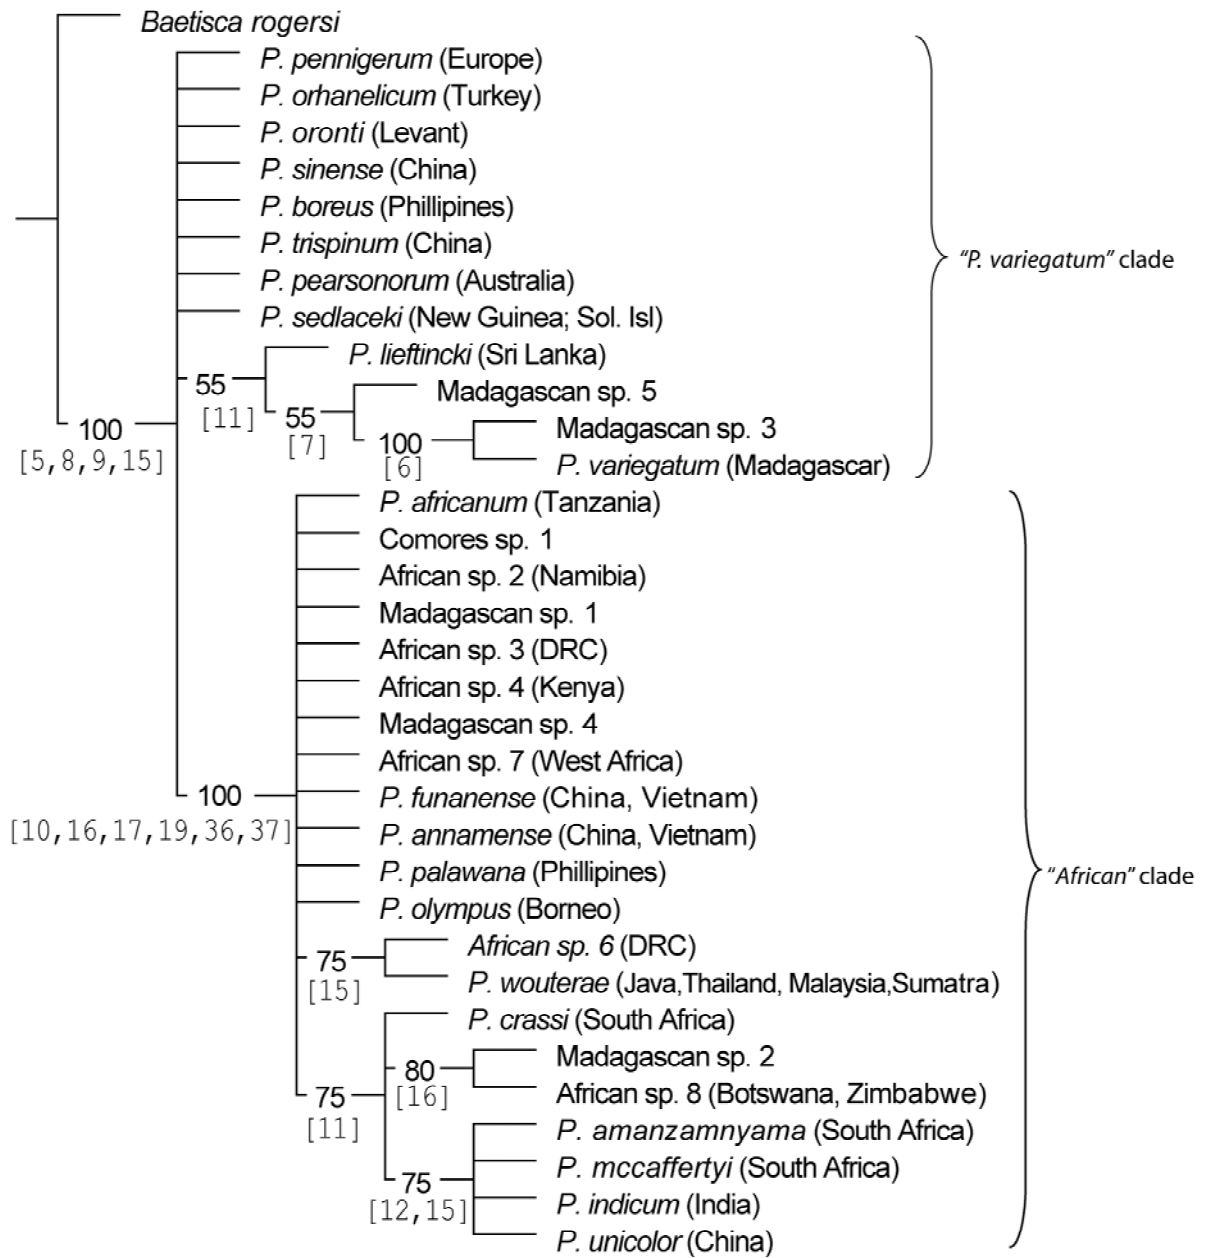 Baetisca rogersi
P. pennigerum (Europe)
P. orhanelicum (Turkey)
P. oronti (Levant)
P. sinense (China)
P. boreus (Phillipines)
P. trispinum (China)
"P. variegatum" clade
P. pearsonorum (Australia)
P. sedlaceki (New Guinea; Sol. Isl)
P. lieftincki (Sri Lanka)
55
[11]
Madagascan sp. 5
55
[7]
100
[5,8,9,15]
Madagascan sp. 3
100
[6]
P. variegatum (Madagascar)
P. africanum (Tanzania)
Comores sp. 1
African sp. 2 (Namibia)
Madagascan sp. 1
African sp. 3 (DRC)
African sp. 4 (Kenya)
Madagascan sp. 4
African sp. 7 (West Africa)
100
[10,16,17,19,36,37]
P. funanense (China, Vietnam)
P. annamense (China, Vietnam)
P. palawana (Phillipines)
"African" clade
P. olympus (Borneo)
African sp. 6 (DRC)
75
[15]
P. wouterae (Java,Thailand, Malaysia,Sumatra)
P. crassi (South Africa)
Madagascan sp. 2
80
[16]
African sp. 8 (Botswana, Zimbabwe)
75
[11]
P. amanzamnyama (South Africa)
P. mccaffertyi (South Africa)
75
[12,15]
P. indicum (India)
P. unicolor (China)